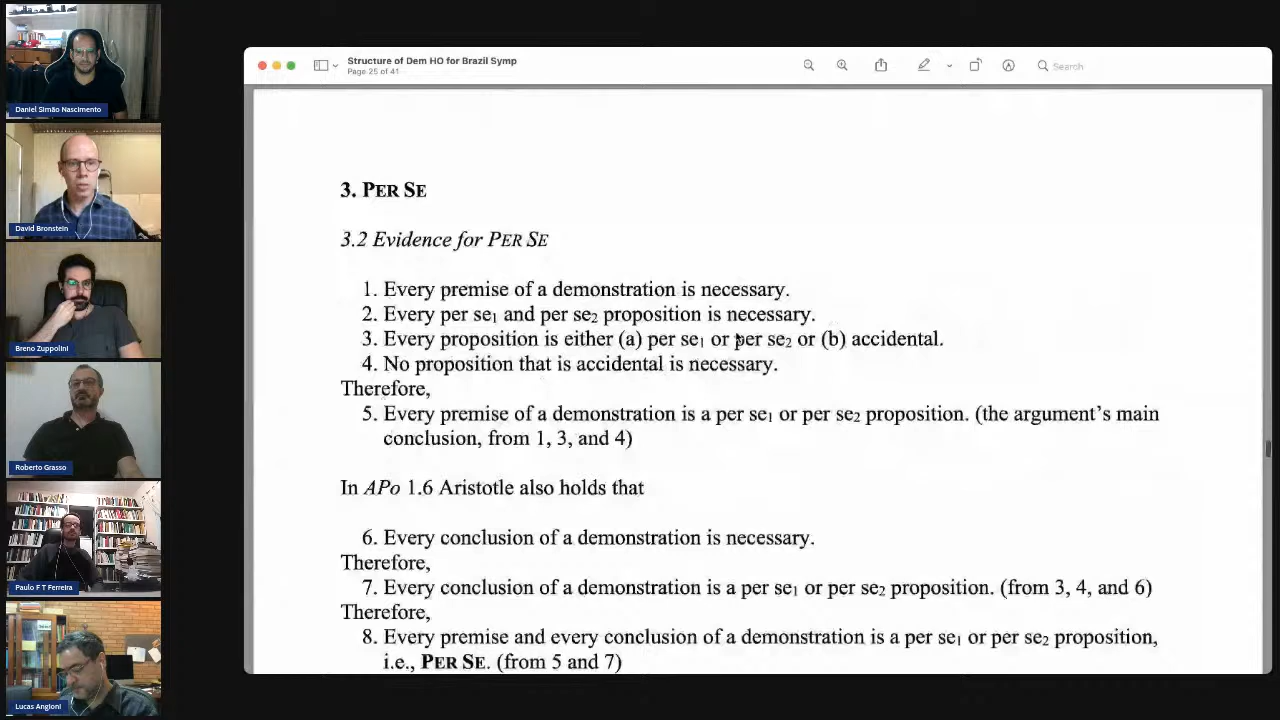 Daniel Simão Nascimento
David Bronstein
Breno Zuppolini
Roberto Grasso
Paulo F T Ferreira
Lucas Angioni
Structure of Dem HO for Brazil Symp
Page 25 of 41
Search
3. PER SE
3.2 Evidence for PER SE
1. Every premise of a demonstration is necessary.
2. Every per se₁ and per se₂ proposition is necessary.
3. Every proposition is either (a) per se₁ or per se₂ or (b) accidental.
4. No proposition that is accidental is necessary.
Therefore,
5. Every premise of a demonstration is a per se₁ or per se₂ proposition. (the argument’s main
conclusion, from 1, 3, and 4)
In APo 1.6 Aristotle also holds that
6. Every conclusion of a demonstration is necessary.
Therefore,
7. Every conclusion of a demonstration is a per se₁ or per se₂ proposition. (from 3, 4, and 6)
Therefore,
8. Every premise and every conclusion of a demonstration is a per se₁ or per se₂ proposition,
i.e., PER SE. (from 5 and 7)